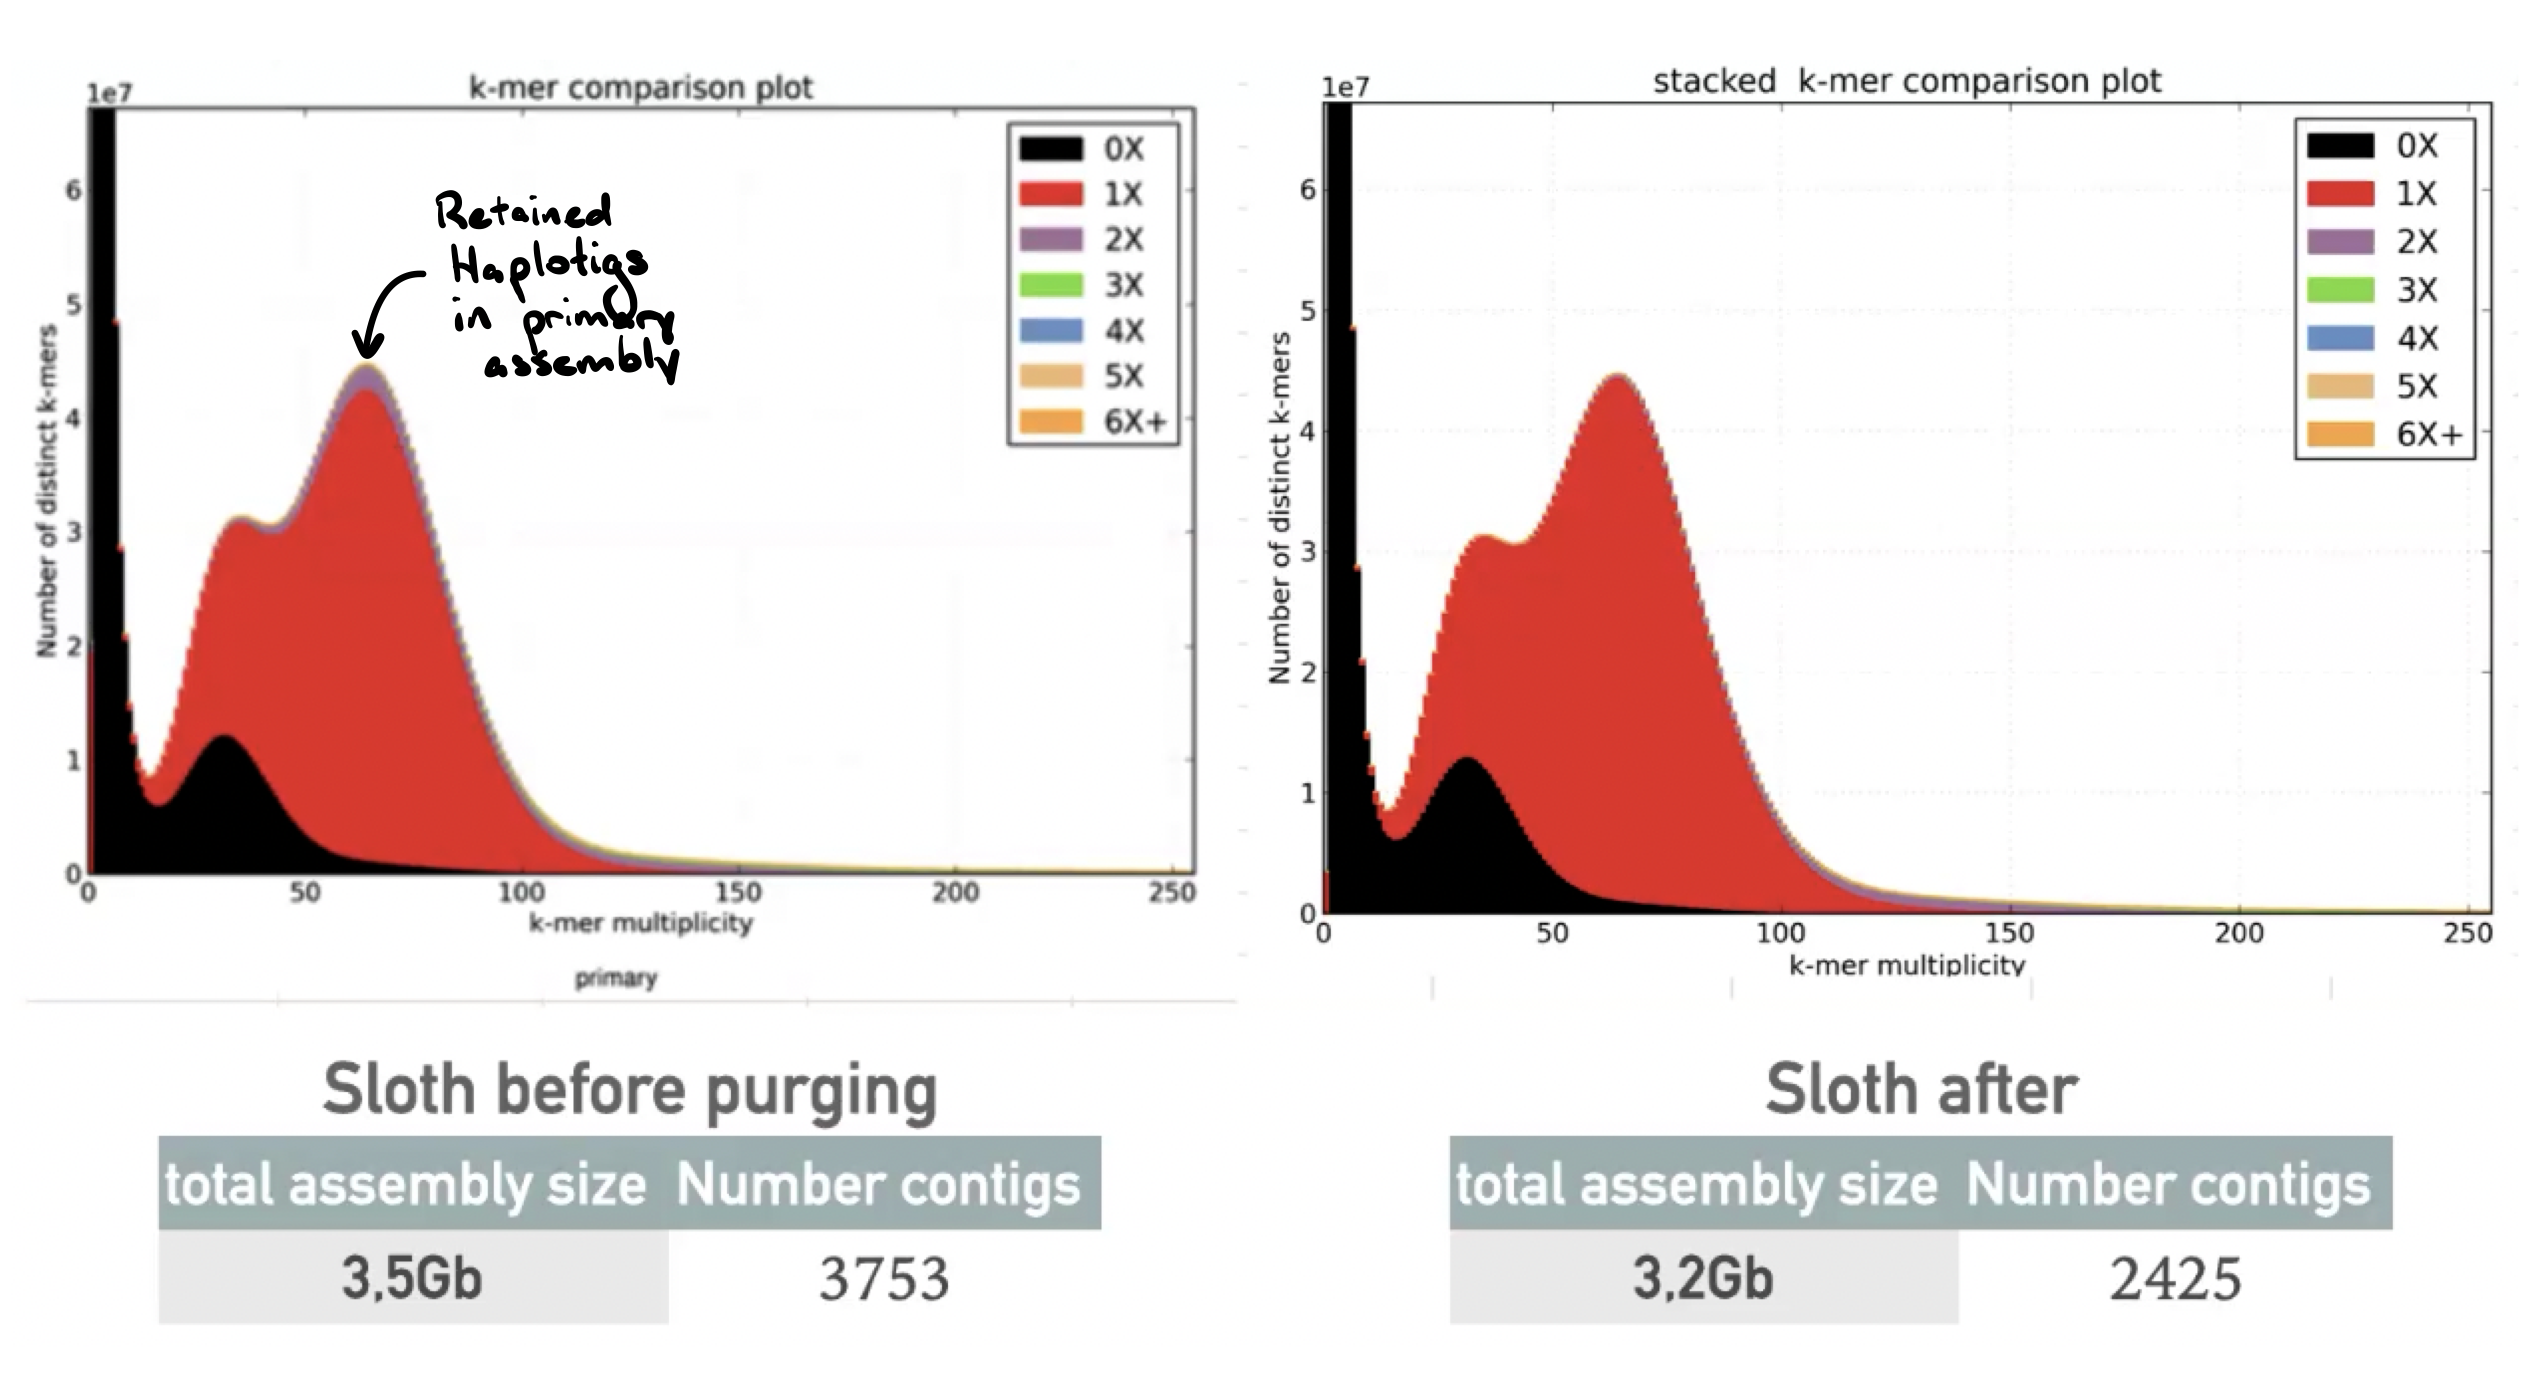 k-mer comparison plot
1e7
0X
1X
2X
3X
4X
5X
6X+
Retained
Haplotigs
in primary
assembly
Number of distinct k-mers
6
5
4
3
2
1
0
0 50 100 150 200 250
k-mer multiplicity
primary
stacked k-mer comparison plot
1e7
0X
1X
2X
3X
4X
5X
6X+
Number of distinct k-mers
6
5
4
3
2
1
0
0 50 100 150 200 250
k-mer multiplicity
Sloth before purging
total assembly size Number contigs
3,5Gb 3753
Sloth after
total assembly size Number contigs
3,2Gb 2425